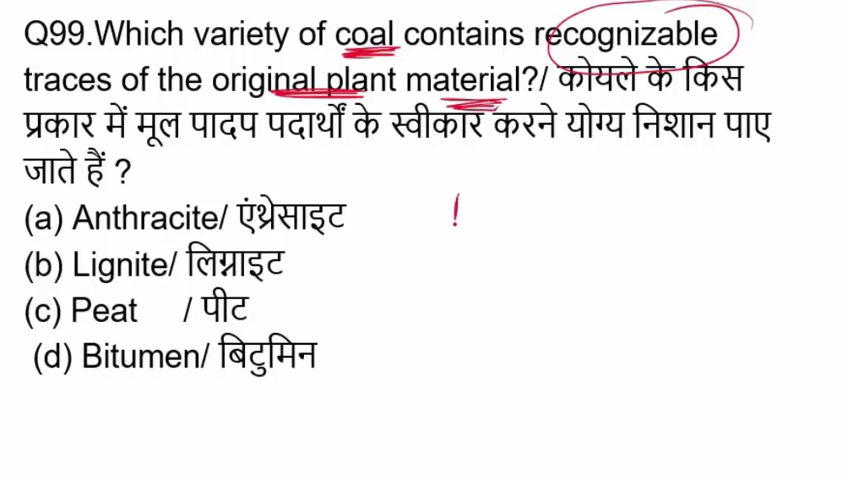 Q99.Which variety of coal contains recognizable
traces of the original plant material?/ कोयले के किस
प्रकार में मूल पादप पदार्थों के स्वीकार करने योग्य निशान पाए
जाते हैं ?
(a) Anthracite/ एंथ्रेसाइट
(b) Lignite/ लिग्नाइट
(c) Peat / पीट
(d) Bitumen/ बिटुमिन